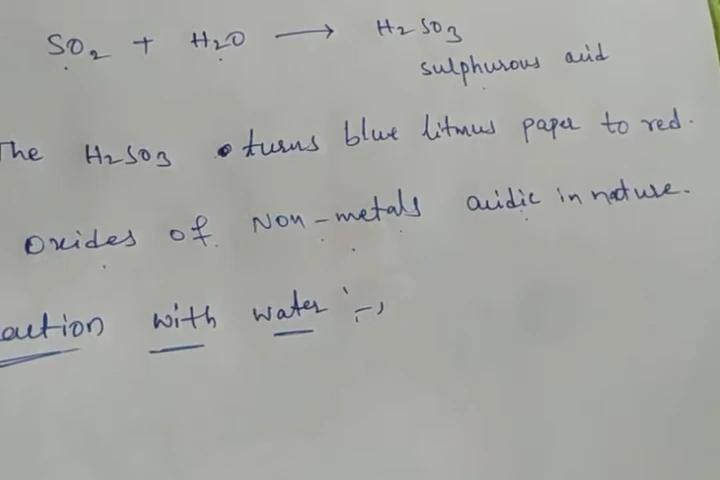 SO2 + H2O ⟶ H2SO3
sulphurous acid
The H2SO3 turns blue litmus paper to red.
Oxides of Non-metals acidic in nature.
action with water :-